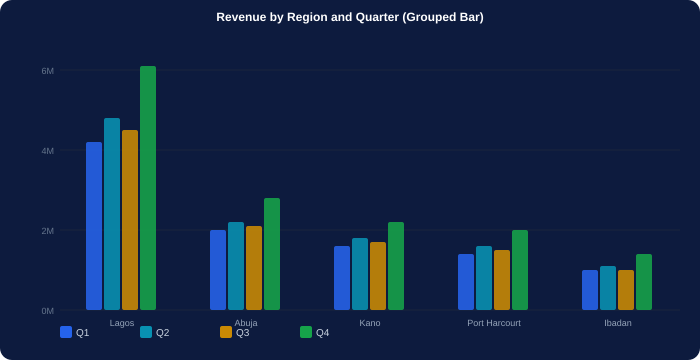 Revenue by Region and Quarter (Grouped Bar)
6M
4M
2M
0M
Lagos Abuja Kano Port Harcourt Ibadan
Q1 Q2 Q3 Q4